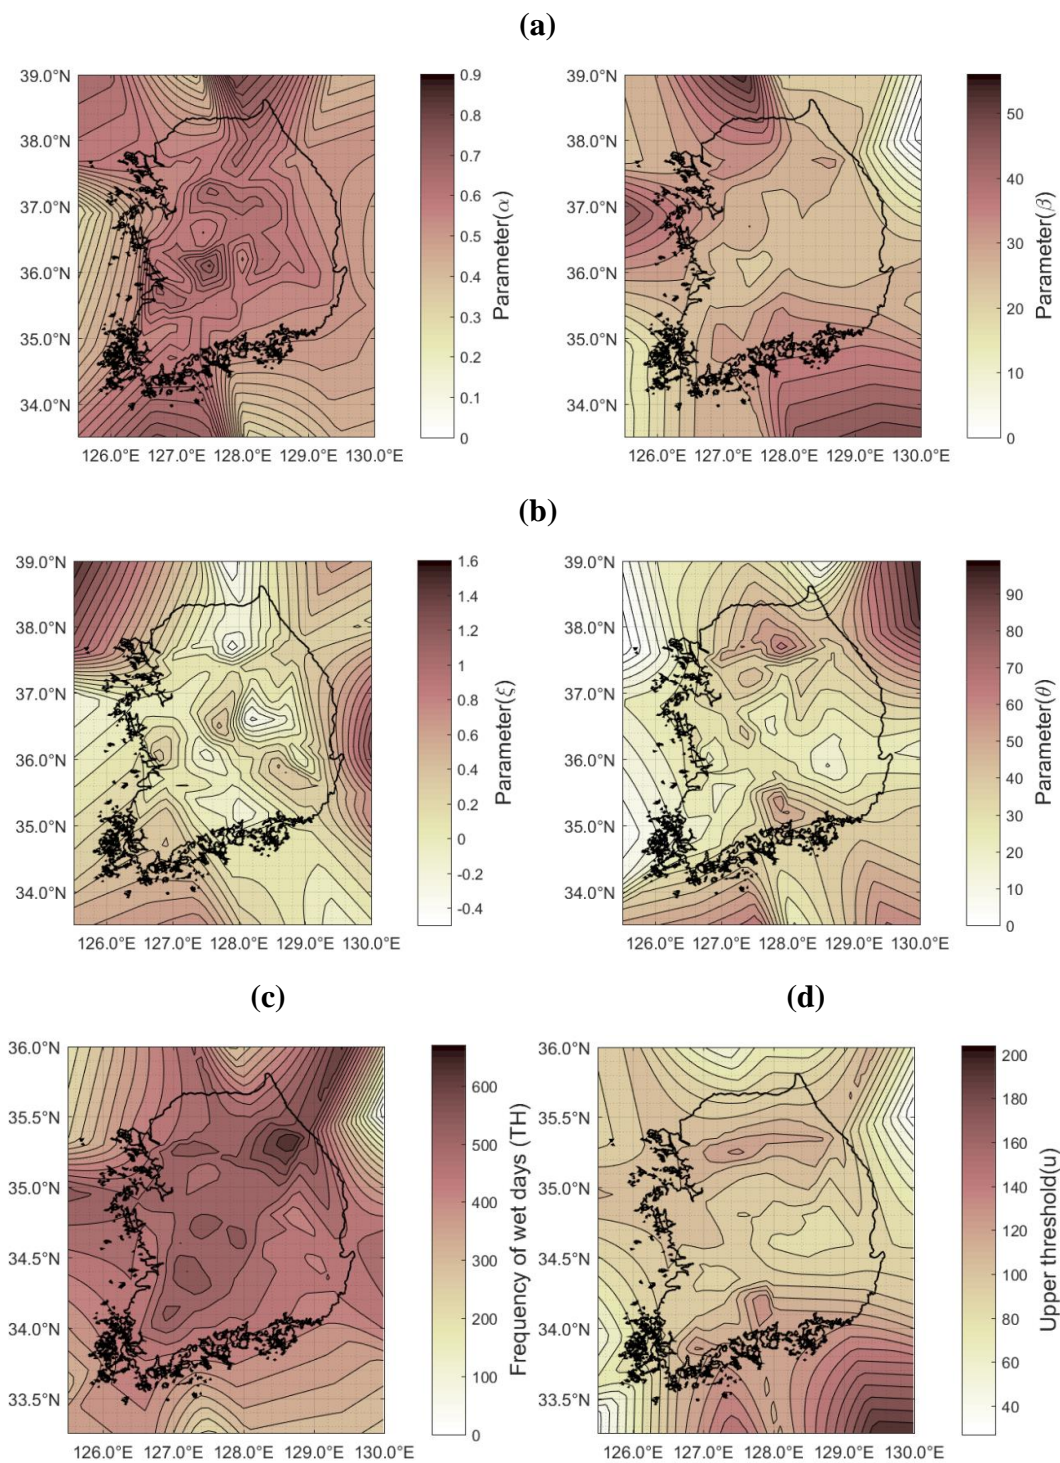 (a)
39.0°N
38.0°N
37.0°N
36.0°N
35.0°N
34.0°N
126.0°E 127.0°E 128.0°E 129.0°E 130.0°E
0.9
0.8
0.7
0.6
0.5
0.4
0.3
0.2
0.1
0
Parameter(α)
39.0°N
38.0°N
37.0°N
36.0°N
35.0°N
34.0°N
126.0°E 127.0°E 128.0°E 129.0°E 130.0°E
50
40
30
20
10
0
Parameter(β)
(b)
39.0°N
38.0°N
37.0°N
36.0°N
35.0°N
34.0°N
126.0°E 127.0°E 128.0°E 129.0°E 130.0°E
1.6
1.4
1.2
1
0.8
0.6
0.4
0.2
0
-0.2
-0.4
Parameter(ξ)
39.0°N
38.0°N
37.0°N
36.0°N
35.0°N
34.0°N
126.0°E 127.0°E 128.0°E 129.0°E 130.0°E
90
80
70
60
50
40
30
20
10
0
Parameter(θ)
(c)
36.0°N
35.5°N
35.0°N
34.5°N
34.0°N
33.5°N
126.0°E 127.0°E 128.0°E 129.0°E 130.0°E
600
500
400
300
200
100
0
Frequency of wet days (TH)
(d)
36.0°N
35.5°N
35.0°N
34.5°N
34.0°N
33.5°N
126.0°E 127.0°E 128.0°E 129.0°E 130.0°E
200
180
160
140
120
100
80
60
40
Upper threshold(u)